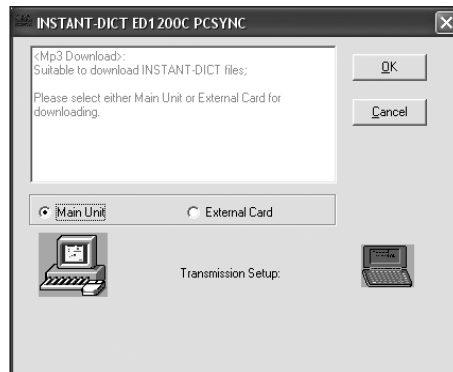 INSTANT-DICT ED1200C PCSYNC
<Mp3 Download>:
Suitable to download INSTANT-DICT files;
Please select either Main Unit or External Card for
downloading.
OK
Cancel
Main Unit
External Card
Transmission Setup: